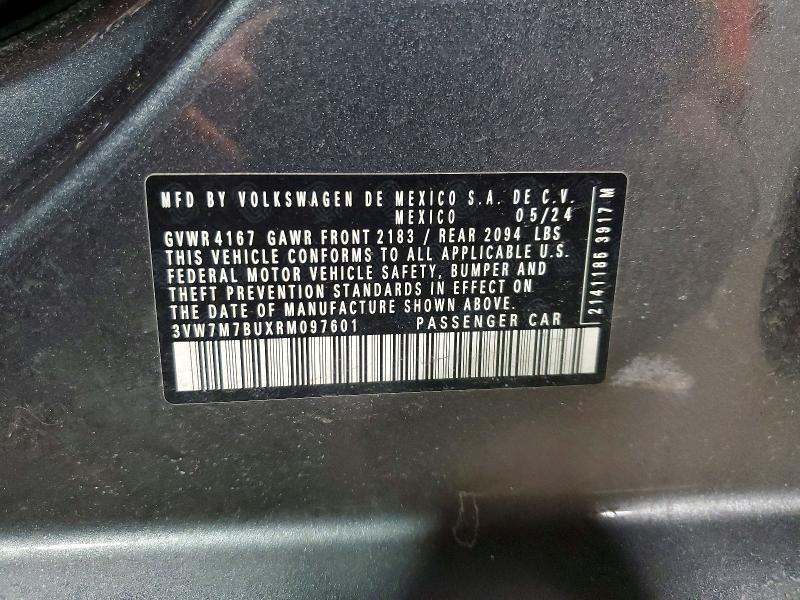 MFD BY VOLKSWAGEN DE MEXICO S.A. DE C.V.
MEXICO 05/24
GVWR 4167 GAWR FRONT 2183 / REAR 2094 LBS
THIS VEHICLE CONFORMS TO ALL APPLICABLE U.S.
FEDERAL MOTOR VEHICLE SAFETY, BUMPER AND
THEFT PREVENTION STANDARDS IN EFFECT ON
THE DATE OF MANUFACTURE SHOWN ABOVE.
3VW7M7BUXRM097601 PASSENGER CAR
2141186 3917 M